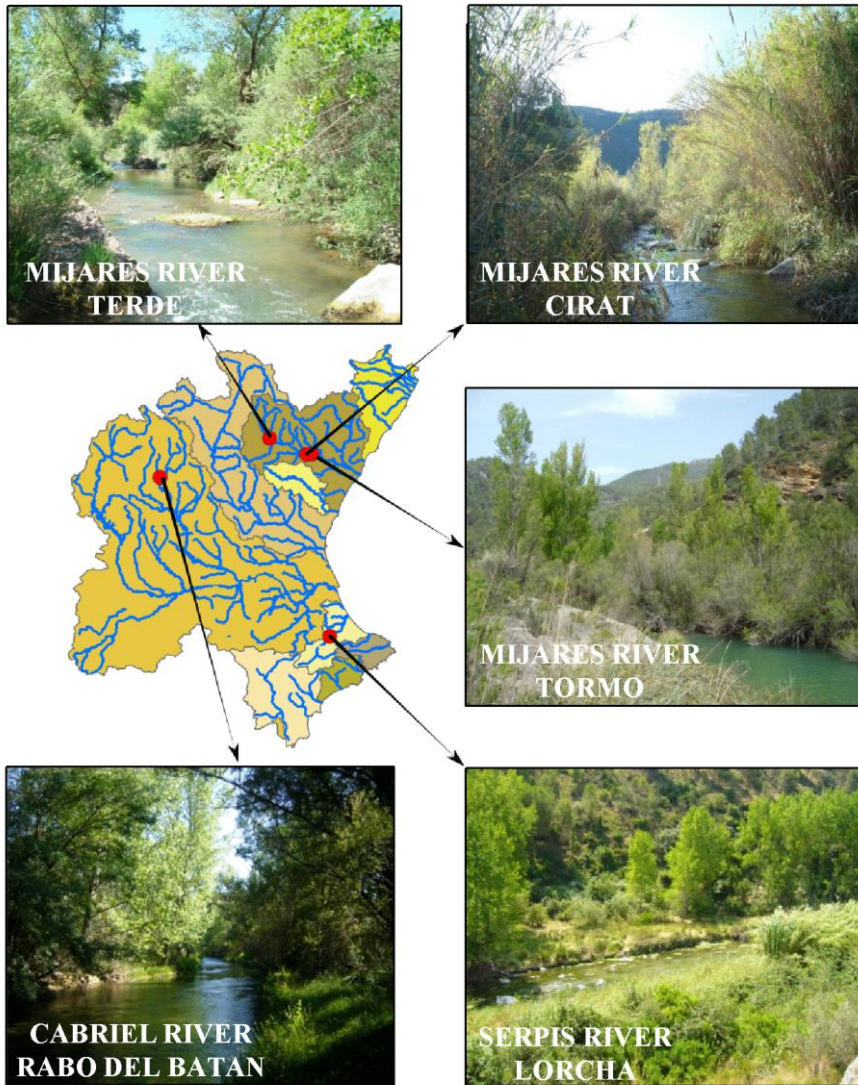 MIJARES RIVER
TERDE
MIJARES RIVER
CIRAT
MIJARES RIVER
TORMO
CABRIEL RIVER
RABO DEL BATAN
SERPIS RIVER
LORCHA